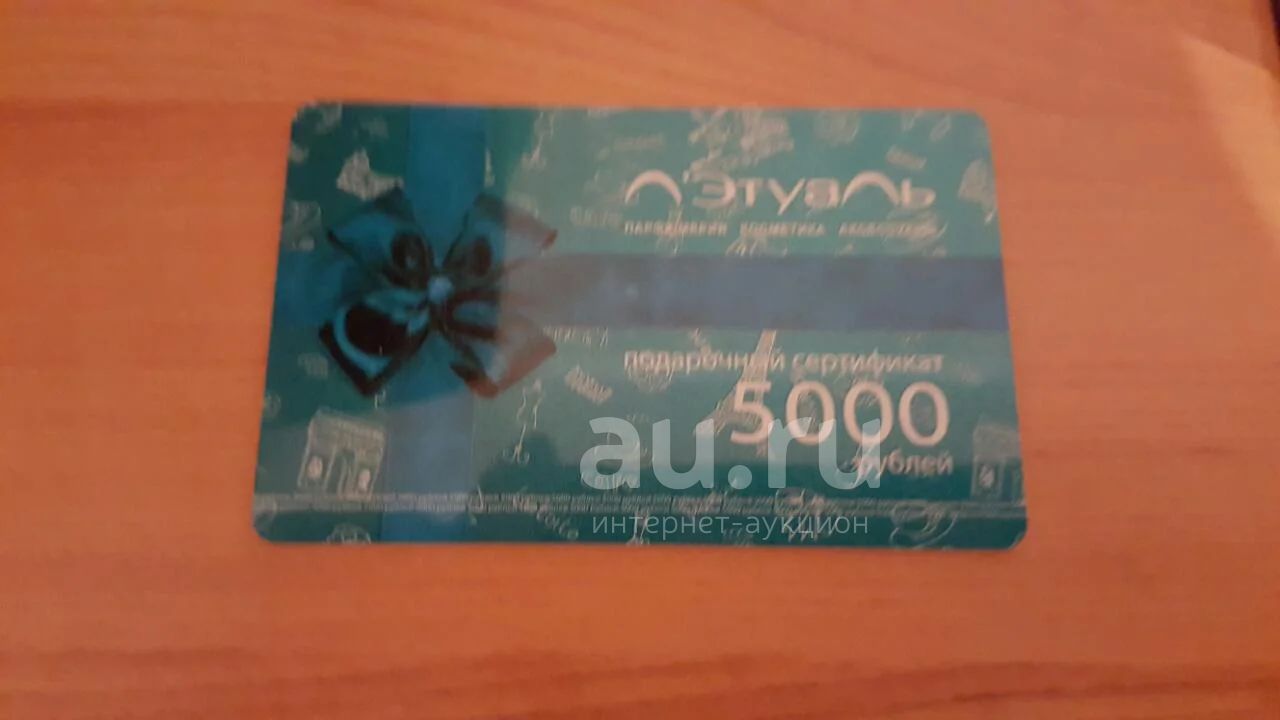 Л'ЭТУАЛЬ
ПАРФЮМЕРИЯ КОСМЕТИКА АКСЕССУАРЫ
подарочный сертификат
5000
рублей
au.ru
интернет-аукцион